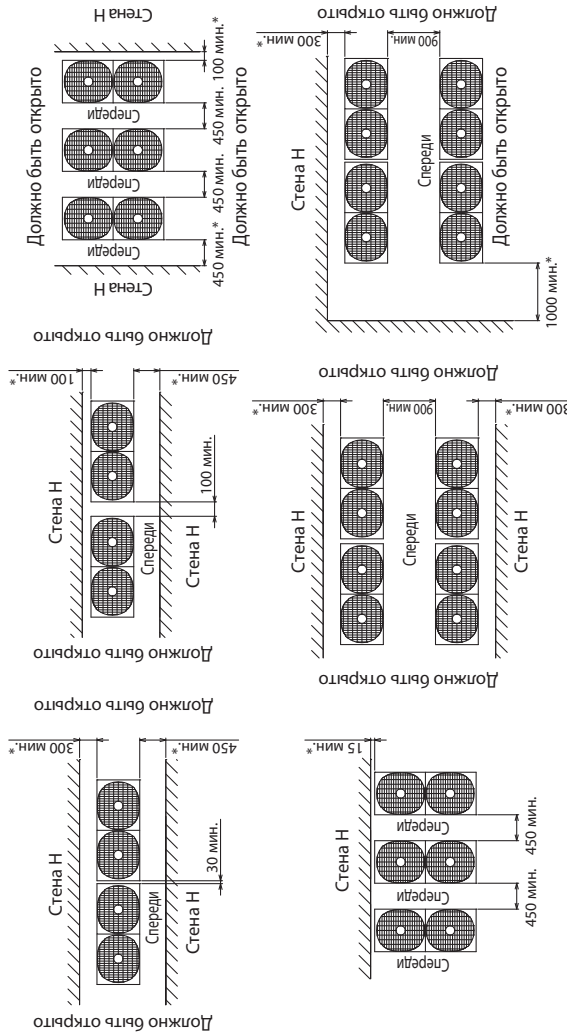 Должно быть открыто
300 мин.*
Стена Н
450 мин.*
Спереди
Стена Н
30 мин.
Должно быть открыто
Должно быть открыто
100 мин.*
Стена Н
450 мин.*
Спереди
Стена Н
100 мин.
Должно быть открыто
Стена Н
Должно быть открыто
100 мин.*
Спереди
450 мин.
Спереди
450 мин.
Спереди
450 мин.*
Должно быть открыто
Стена Н
15 мин.*
Стена Н
Спереди
450 мин.
Спереди
450 мин.
Спереди
Должно быть открыто
300 мин.*
Стена Н
900 мин.
Спереди
300 мин.*
Стена Н
Должно быть открыто
Должно быть открыто
300 мин.*
Стена Н
900 мин.
Спереди
Должно быть открыто
1000 мин.*